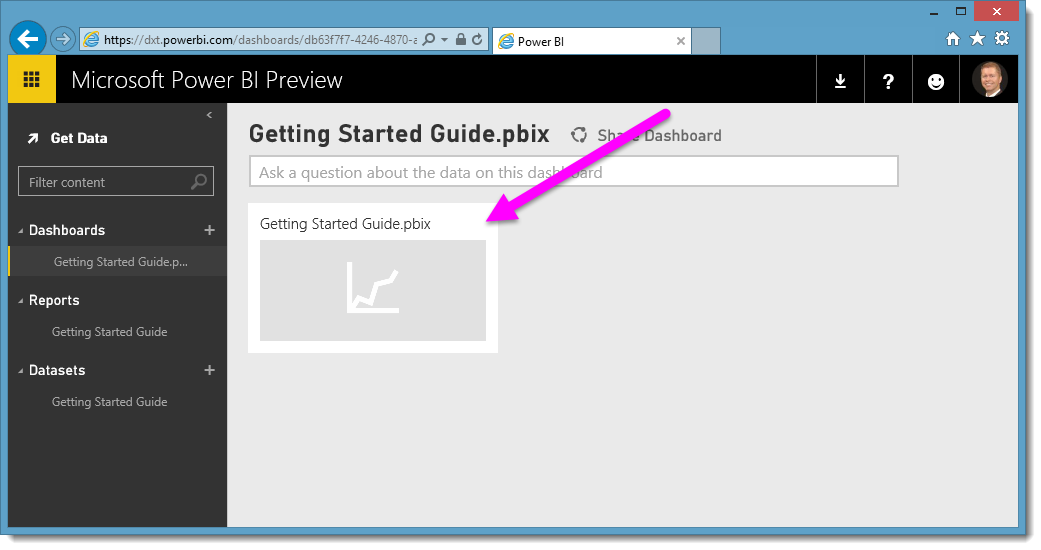 https://dxt.powerbi.com/dashboards/db63f7f7-4246-4870-a
Power BI
Microsoft Power BI Preview
?
Get Data
Filter content
Dashboards
Getting Started Guide.p...
Reports
Getting Started Guide
Datasets
Getting Started Guide
Getting Started Guide.pbix
Share Dashboard
Ask a question about the data on this dashboard
Getting Started Guide.pbix